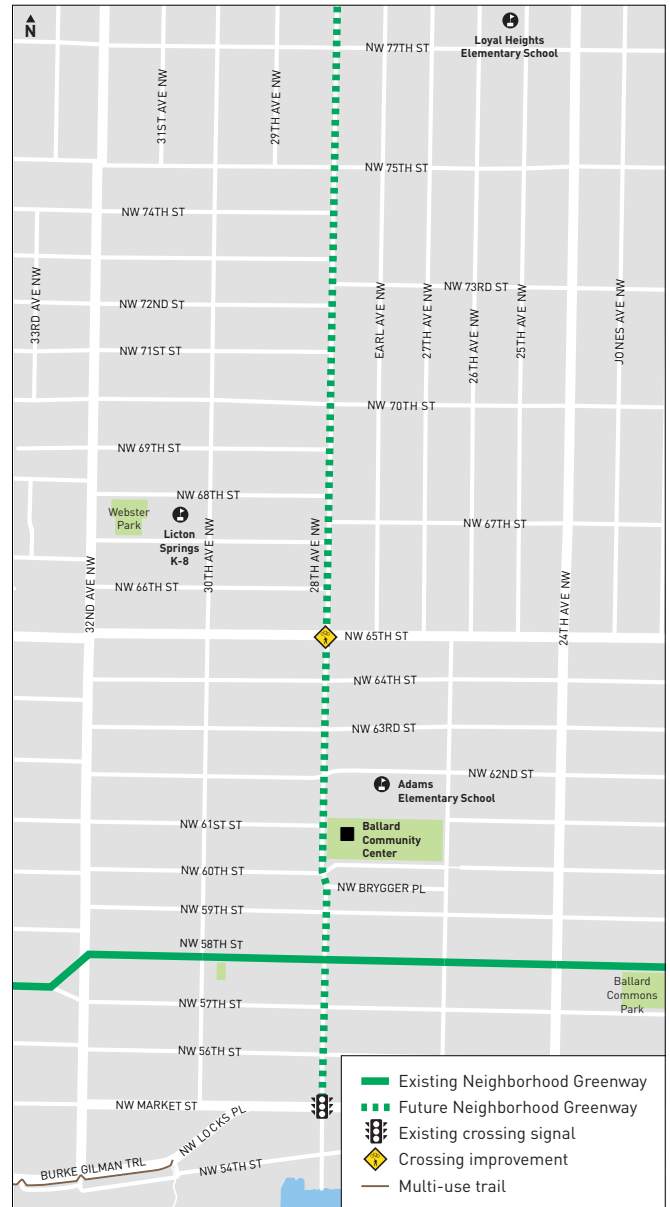 N
Loyal Heights
Elementary School
NW 77TH ST
31ST AVE NW
29TH AVE NW
NW 75TH ST
NW 74TH ST
33RD AVE NW
NW 73RD ST
NW 72ND ST
EARL AVE NW
27TH AVE NW
26TH AVE NW
25TH AVE NW
JONES AVE NW
NW 71ST ST
NW 70TH ST
NW 69TH ST
NW 68TH ST
Webster
Park
Licton
Springs
K-8
NW 67TH ST
32ND AVE NW
30TH AVE NW
28TH AVE NW
24TH AVE NW
NW 66TH ST
NW 65TH ST
NW 64TH ST
NW 63RD ST
NW 62ND ST
Adams
Elementary School
NW 61ST ST
Ballard
Community
Center
NW 60TH ST
NW BRYGGER PL
NW 59TH ST
NW 58TH ST
Ballard
Commons
Park
NW 57TH ST
NW 56TH ST
NW MARKET ST
NW LOCKS PL
BURKE GILMAN TRL
NW 54TH ST
Existing Neighborhood Greenway
Future Neighborhood Greenway
Existing crossing signal
Crossing improvement
Multi-use trail